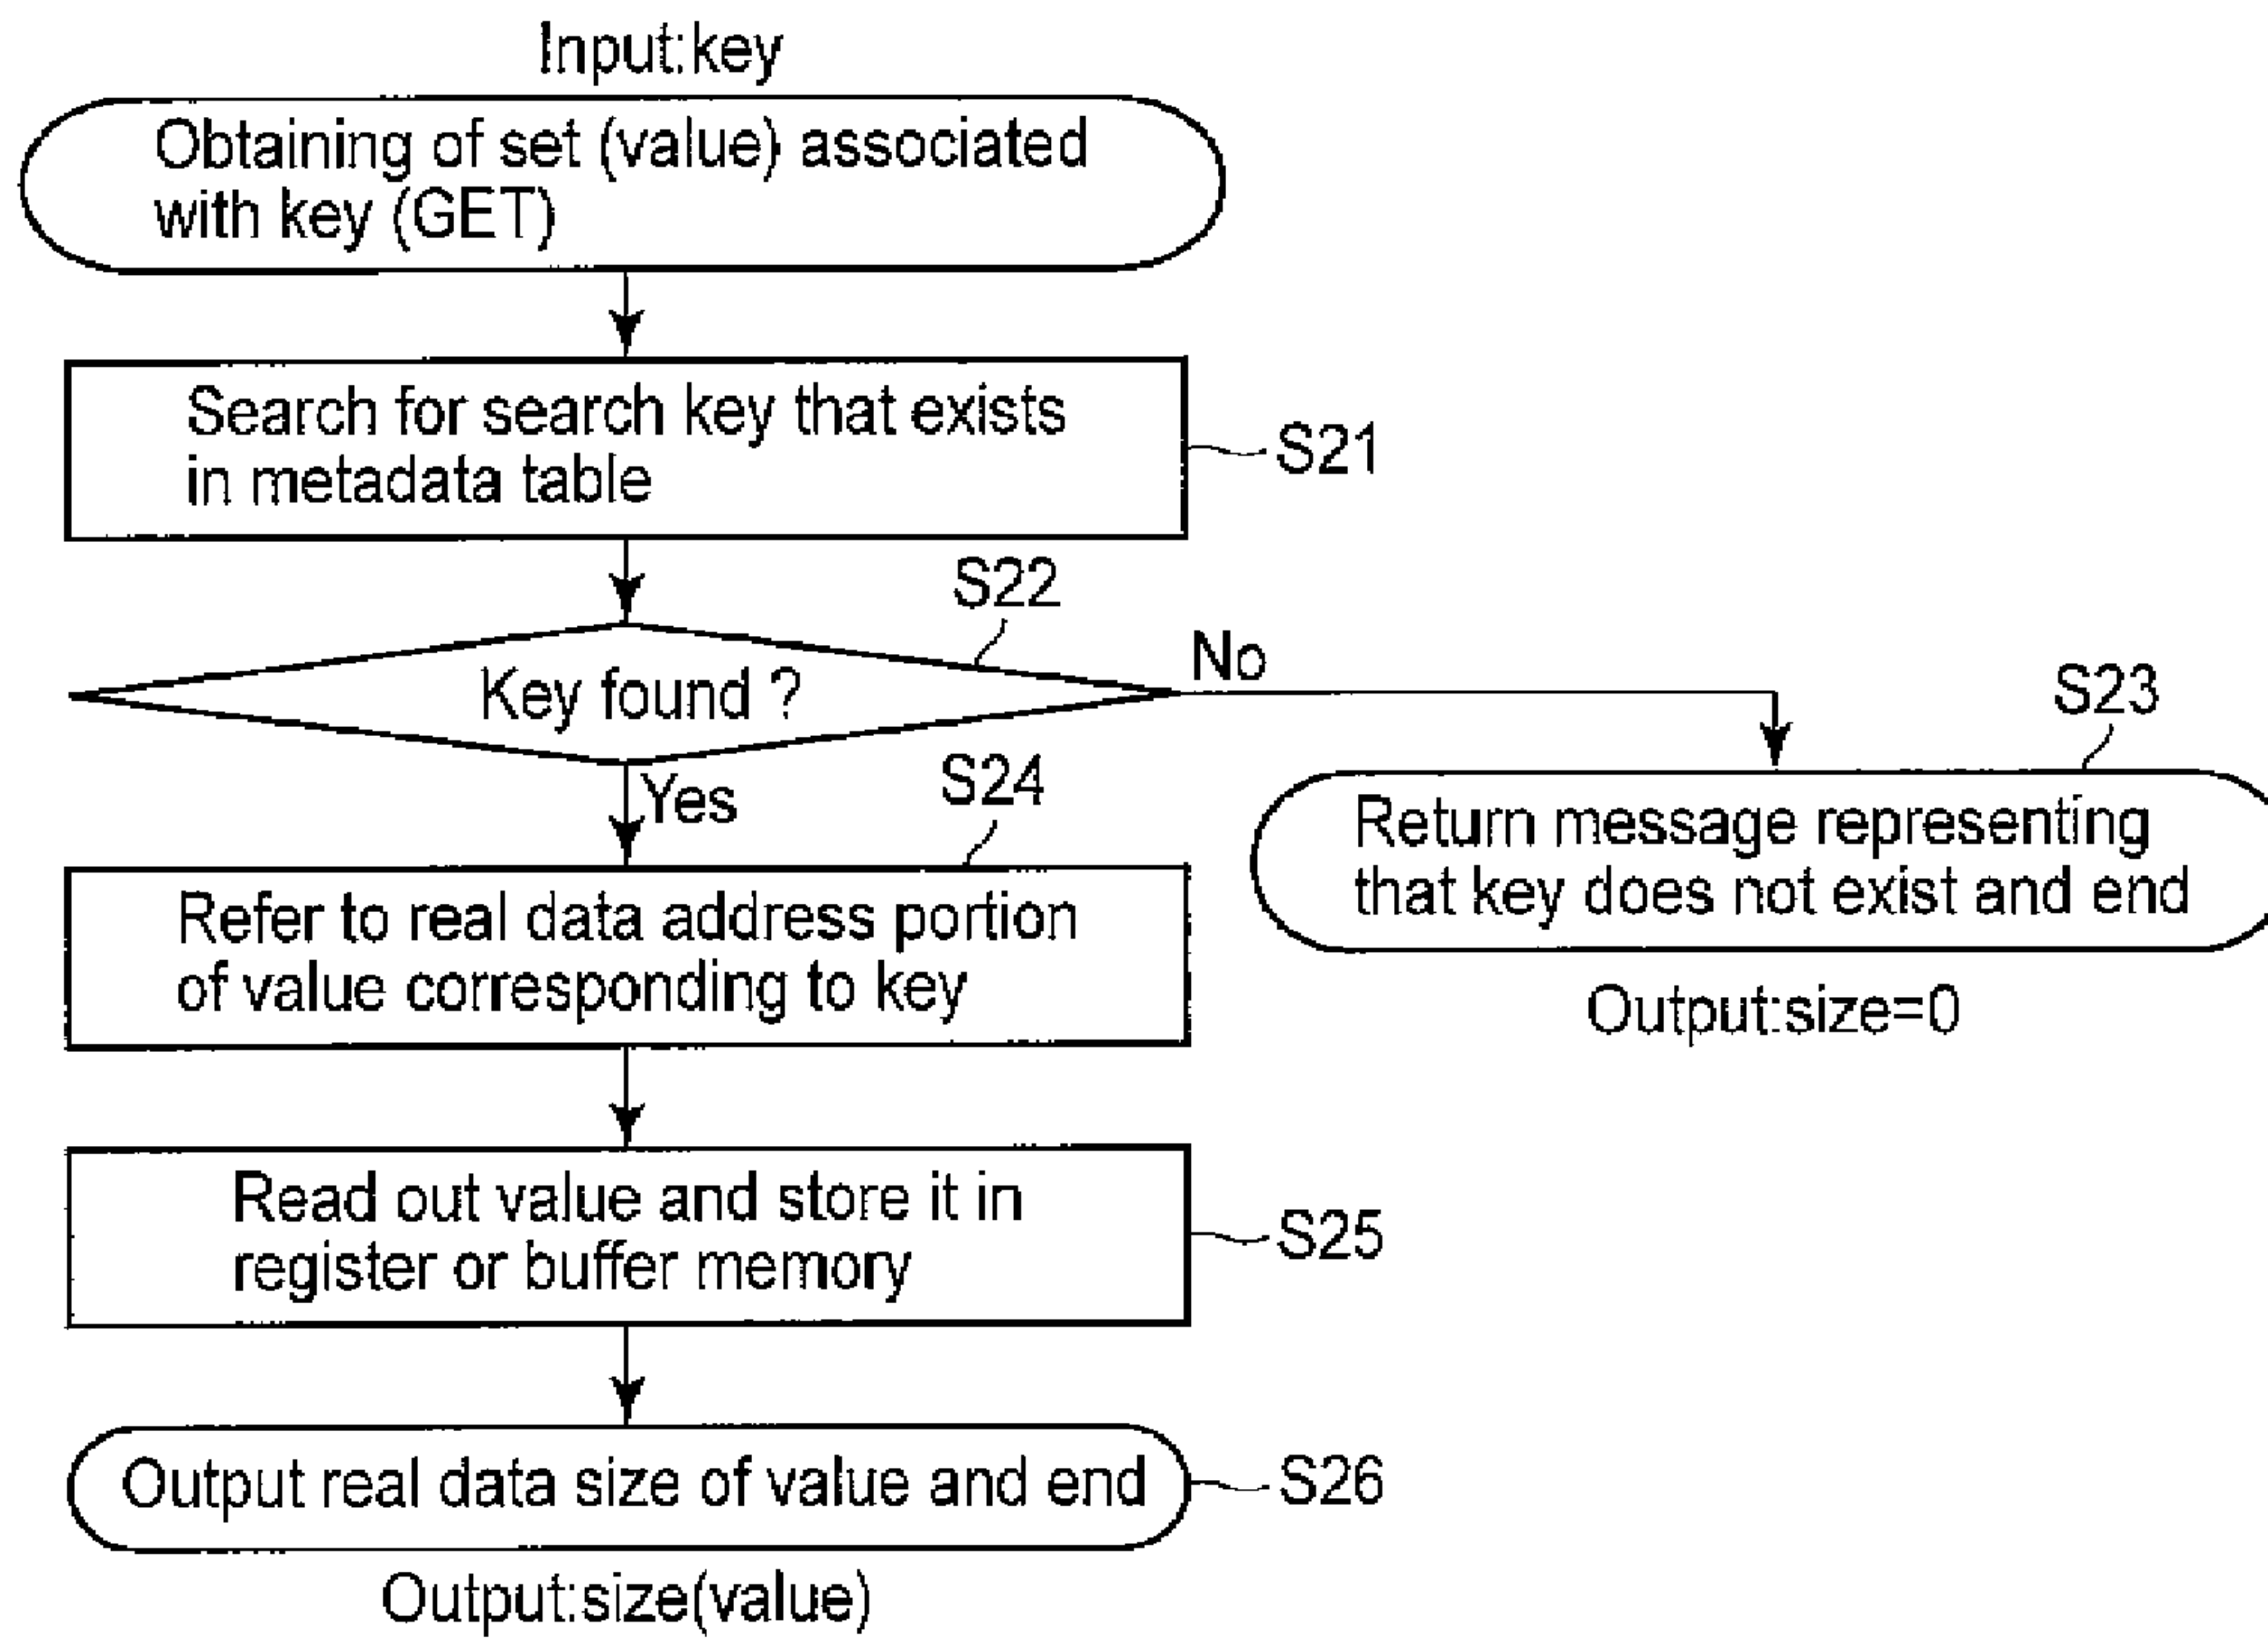 Input:key
Obtaining of set (value) associated
with key (GET)
Search for search key that exists
in metadata table
S21
S22
Key found ?
No
S23
Yes
S24
Return message representing
that key does not exist and end
Output:size=0
Refer to real data address portion
of value corresponding to key
Read out value and store it in
register or buffer memory
S25
Output real data size of value and end
S26
Output:size(value)